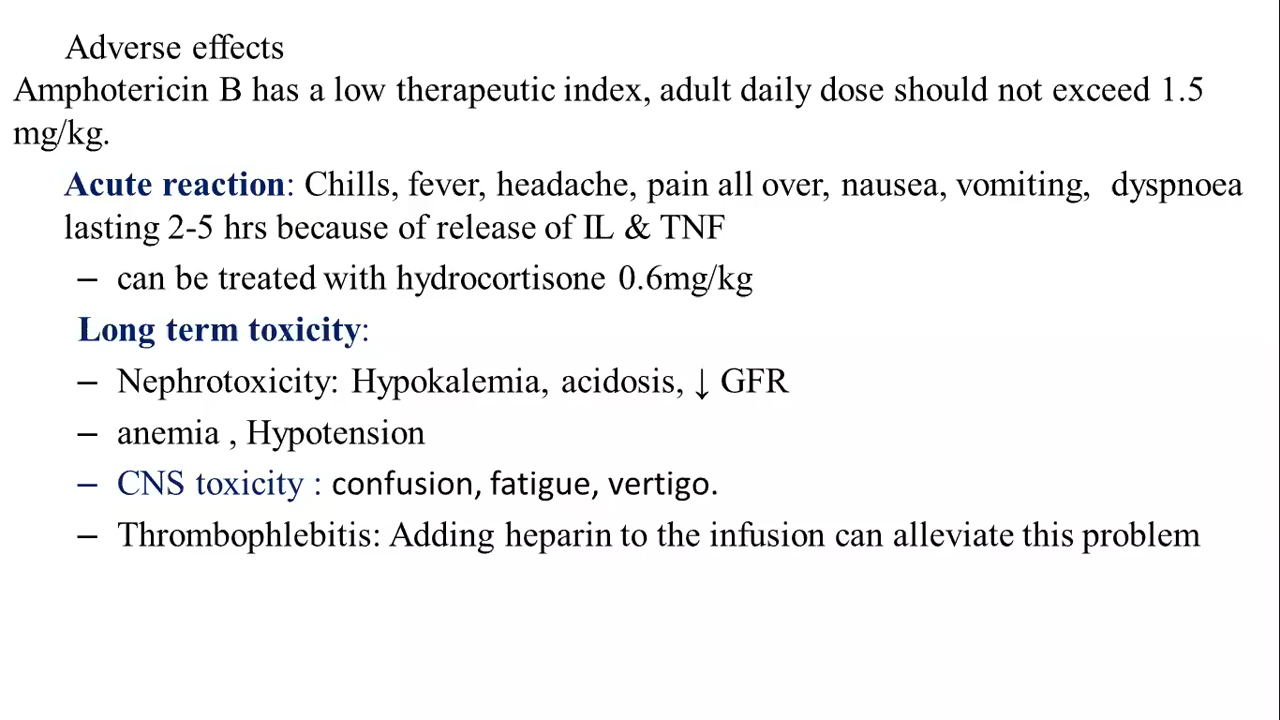 Adverse effects
Amphotericin B has a low therapeutic index, adult daily dose should not exceed 1.5
mg/kg.
Acute reaction: Chills, fever, headache, pain all over, nausea, vomiting, dyspnoea
lasting 2-5 hrs because of release of IL & TNF
– can be treated with hydrocortisone 0.6mg/kg
Long term toxicity:
– Nephrotoxicity: Hypokalemia, acidosis, ↓ GFR
– anemia , Hypotension
– CNS toxicity : confusion, fatigue, vertigo.
– Thrombophlebitis: Adding heparin to the infusion can alleviate this problem